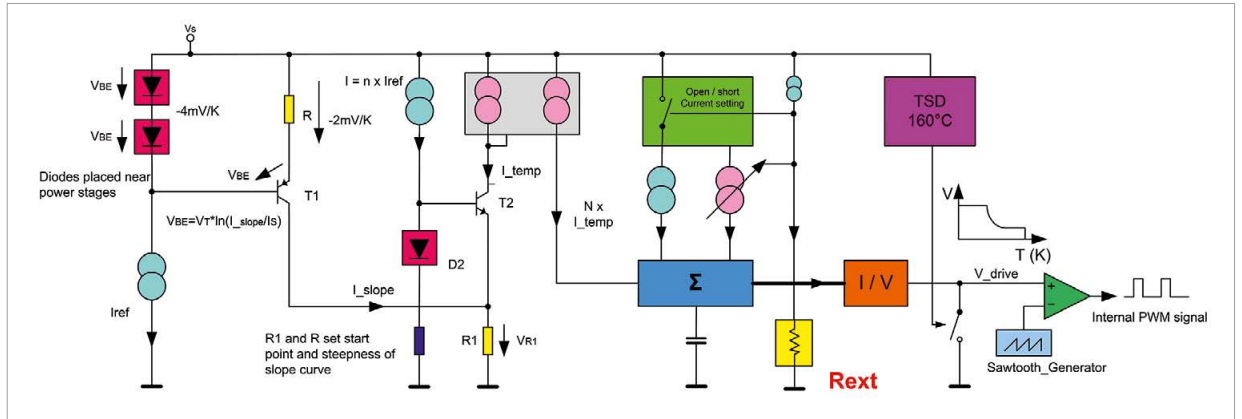 Vs
VBE
-4mV/K
VBE
Diodes placed near
power stages
Iref
R
-2mV/K
VBE
T1
VBE=VT*ln(I_slope/Is)
I_slope
R1 and R set start
point and steepness of
slope curve
I = n x Iref
I_temp
T2
D2
R1
VR1
N x
I_temp
Open / short
Current setting
Σ
Rext
I / V
TSD
160°C
V
T (K)
V_drive
+
−
Internal PWM signal
Sawtooth_Generator